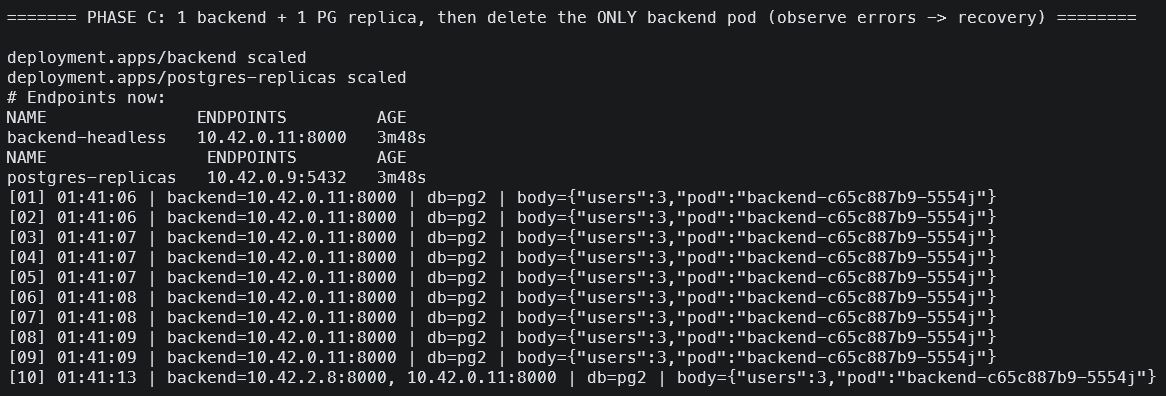 ======= PHASE C: 1 backend + 1 PG replica, then delete the ONLY backend pod (observe errors -> recovery) ========
deployment.apps/backend scaled
deployment.apps/postgres-replicas scaled
# Endpoints now:
NAME               ENDPOINTS         AGE
backend-headless   10.42.0.11:8000   3m48s
NAME                ENDPOINTS        AGE
postgres-replicas   10.42.0.9:5432   3m48s
[01] 01:41:06 | backend=10.42.0.11:8000 | db=pg2 | body={"users":3,"pod":"backend-c65c887b9-5554j"}
[02] 01:41:06 | backend=10.42.0.11:8000 | db=pg2 | body={"users":3,"pod":"backend-c65c887b9-5554j"}
[03] 01:41:07 | backend=10.42.0.11:8000 | db=pg2 | body={"users":3,"pod":"backend-c65c887b9-5554j"}
[04] 01:41:07 | backend=10.42.0.11:8000 | db=pg2 | body={"users":3,"pod":"backend-c65c887b9-5554j"}
[05] 01:41:07 | backend=10.42.0.11:8000 | db=pg2 | body={"users":3,"pod":"backend-c65c887b9-5554j"}
[06] 01:41:08 | backend=10.42.0.11:8000 | db=pg2 | body={"users":3,"pod":"backend-c65c887b9-5554j"}
[07] 01:41:08 | backend=10.42.0.11:8000 | db=pg2 | body={"users":3,"pod":"backend-c65c887b9-5554j"}
[08] 01:41:09 | backend=10.42.0.11:8000 | db=pg2 | body={"users":3,"pod":"backend-c65c887b9-5554j"}
[09] 01:41:09 | backend=10.42.0.11:8000 | db=pg2 | body={"users":3,"pod":"backend-c65c887b9-5554j"}
[10] 01:41:13 | backend=10.42.2.8:8000, 10.42.0.11:8000 | db=pg2 | body={"users":3,"pod":"backend-c65c887b9-5554j"}